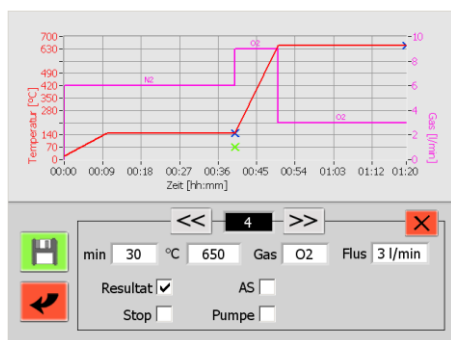 700 10
630
N2 O2 8
490
420 6
350
280 4
O2
140 2
70
0 0
Temperatur [ºC]
Gas [l/min]
00:00 00:09 00:18 00:27 00:36 00:45 00:54 01:03 01:12 01:20
Zeit [hh:mm]
<< 4 >>
min 30 °C 650 Gas O2 Flus 3 l/min
Resultat AS
Stop Pumpe